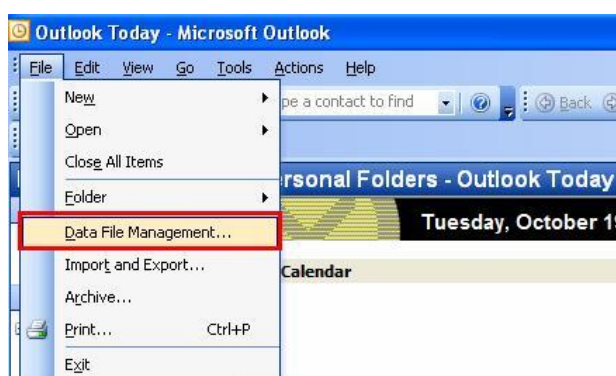 Outlook Today - Microsoft Outlook
File Edit View Go Tools Actions Help
New pe a contact to find Back
Open
Close All Items
rsonal Folders - Outlook Today
Folder
Tuesday, October 19
Data File Management...
Import and Export...
Calendar
Archive...
Print... Ctrl+P
Exit